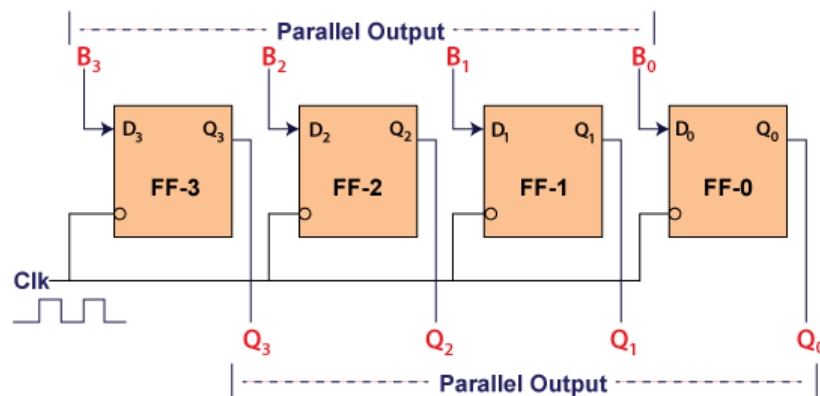 Parallel Output
B₃ B₂ B₁ B₀
D₃ Q₃ D₂ Q₂ D₁ Q₁ D₀ Q₀
FF-3 FF-2 FF-1 FF-0
Clk
Q₃ Q₂ Q₁ Q₀
Parallel Output